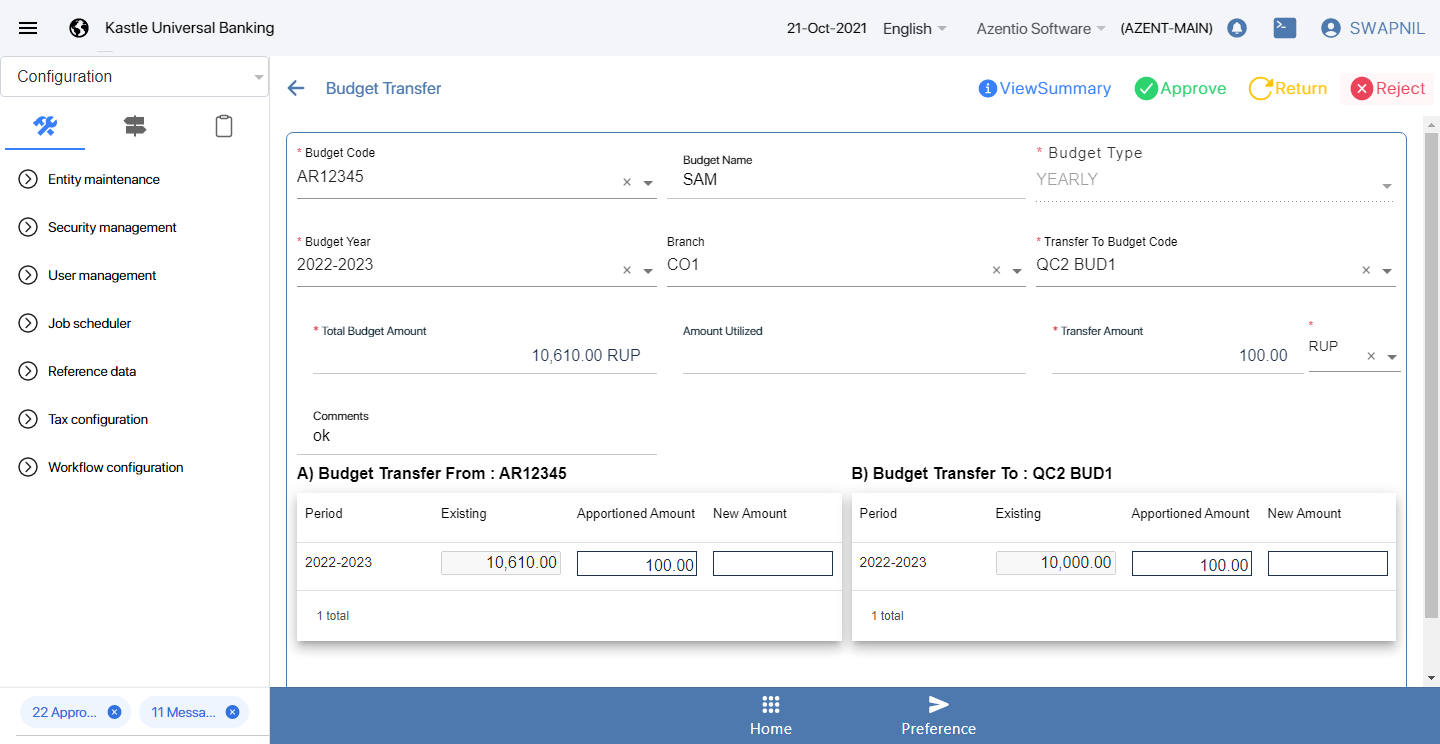 Kastle Universal Banking
21-Oct-2021
English
Azentio Software
(AZENT-MAIN)
SWAPNIL
Configuration
Budget Transfer
ViewSummary
Approve
Return
Reject
Entity maintenance
Security management
User management
Job scheduler
Reference data
Tax configuration
Workflow configuration
* Budget Code
AR12345
Budget Name
SAM
* Budget Type
YEARLY
* Budget Year
2022-2023
Branch
CO1
* Transfer To Budget Code
QC2 BUD1
* Total Budget Amount
10,610.00 RUP
Amount Utilized
* Transfer Amount
100.00
*
RUP
Comments
ok
A) Budget Transfer From : AR12345
Period Existing Apportioned Amount New Amount
2022-2023 10,610.00 100.00
1 total
B) Budget Transfer To : QC2 BUD1
Period Existing Apportioned Amount New Amount
2022-2023 10,000.00 100.00
1 total
22 Appro...
11 Messa...
Home
Preference